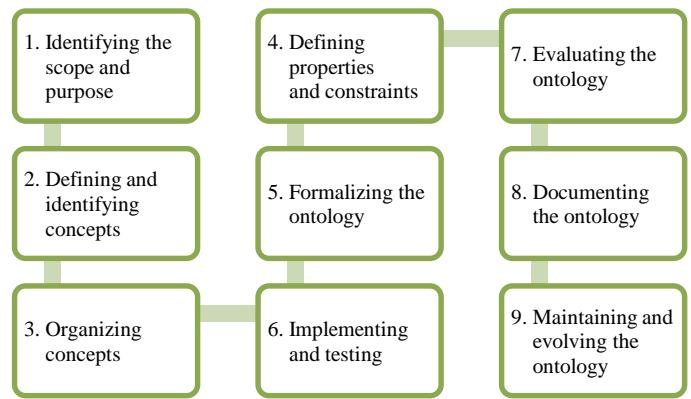 1. Identifying the
scope and
purpose
2. Defining and
identifying
concepts
3. Organizing
concepts
4. Defining
properties
and constraints
5. Formalizing the
ontology
6. Implementing
and testing
7. Evaluating the
ontology
8. Documenting
the ontology
9. Maintaining and
evolving the
ontology